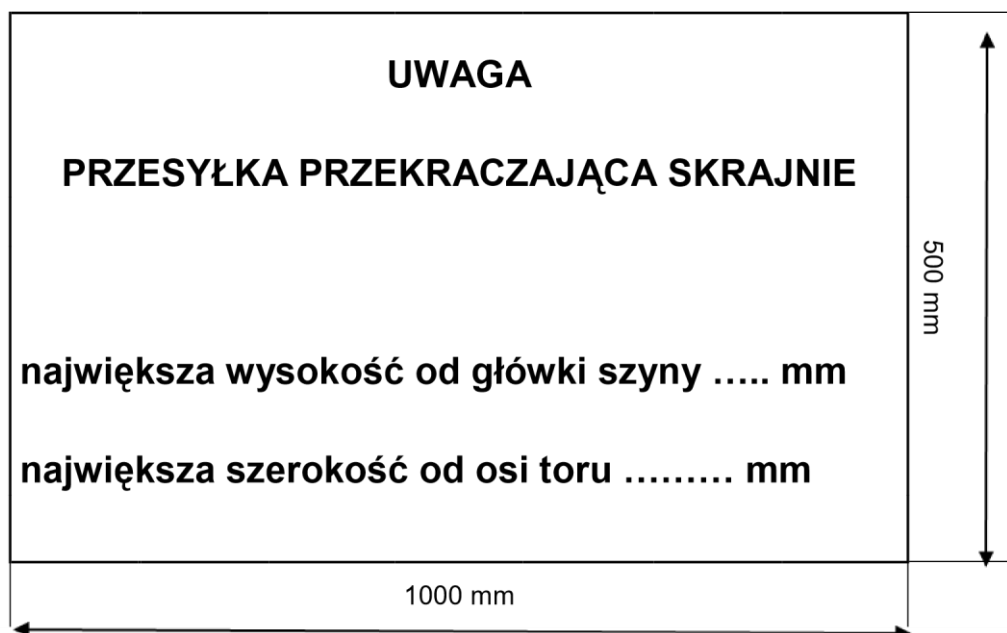 UWAGA
PRZESYŁKA PRZEKRACZAJĄCA SKRAJNIE
500 mm
największa wysokość od główki szyny ..... mm
największa szerokość od osi toru ......... mm
1000 mm